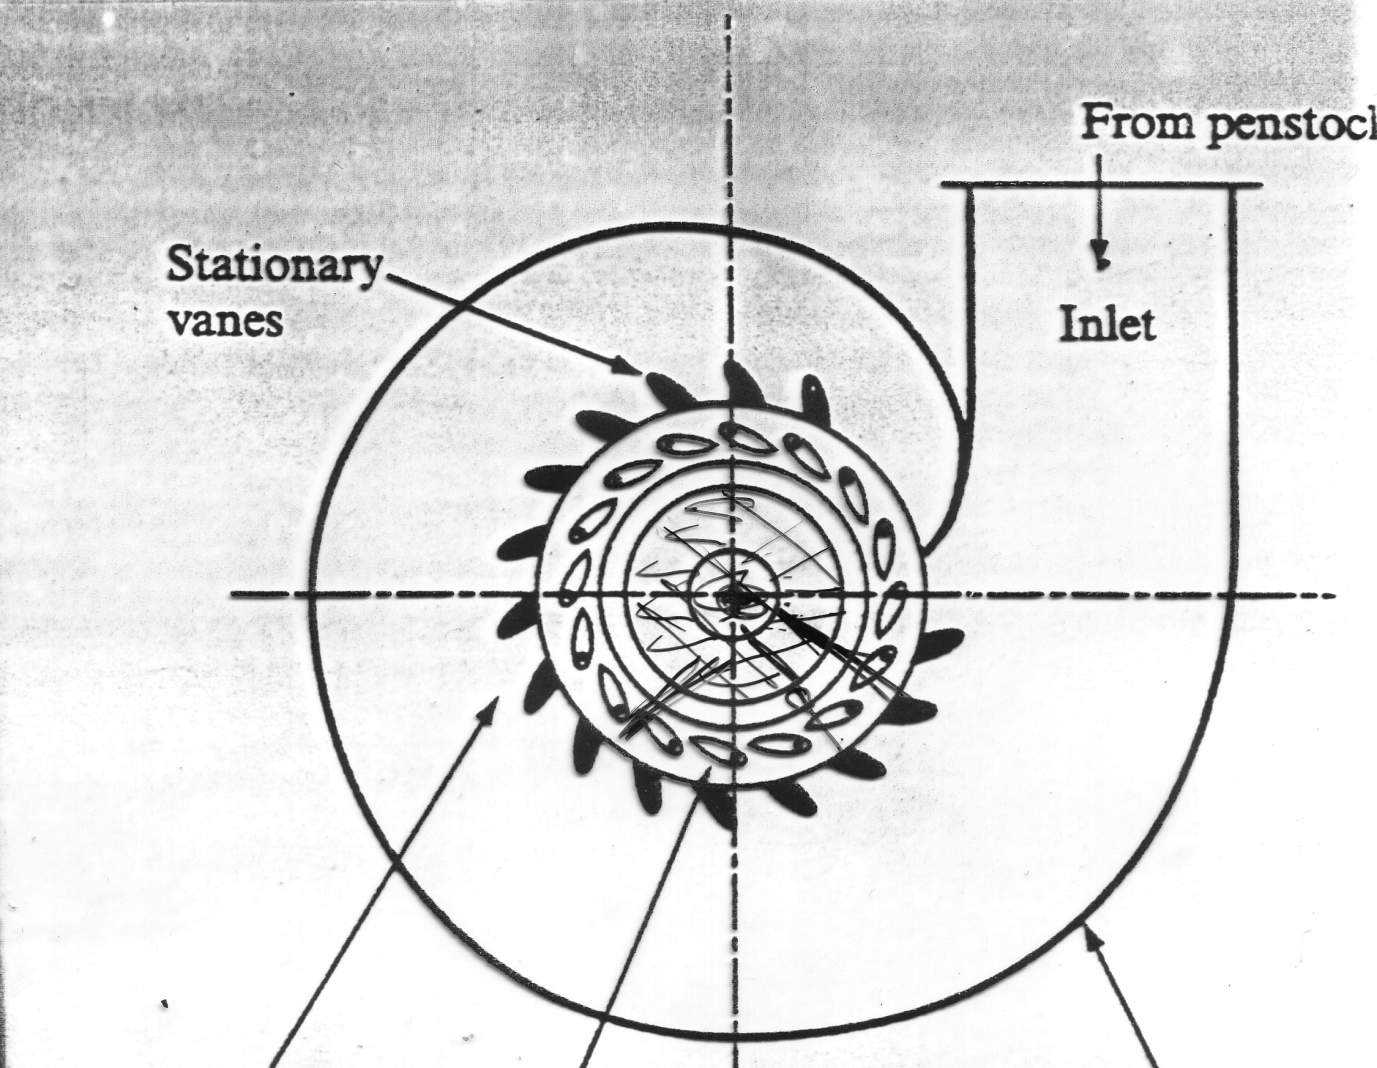 From penstock
Stationary
vanes
Inlet